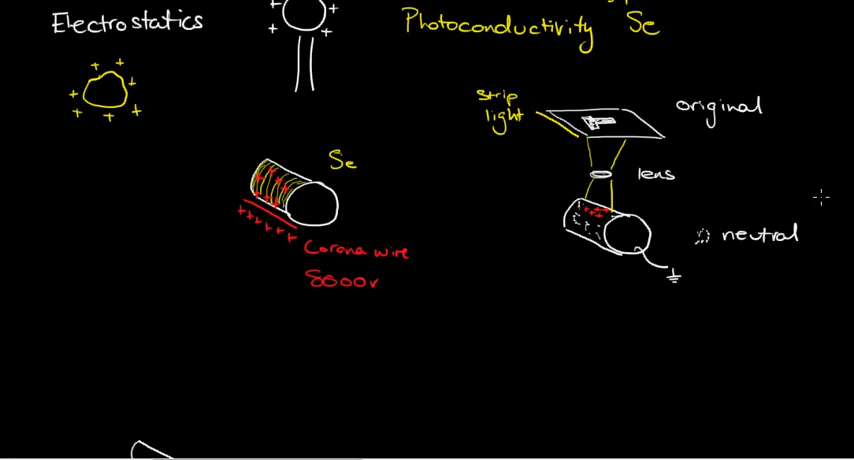 Electrostatics
Photoconductivity Se
strip
light
original
Se
lens
neutral
Corona wire
8000v